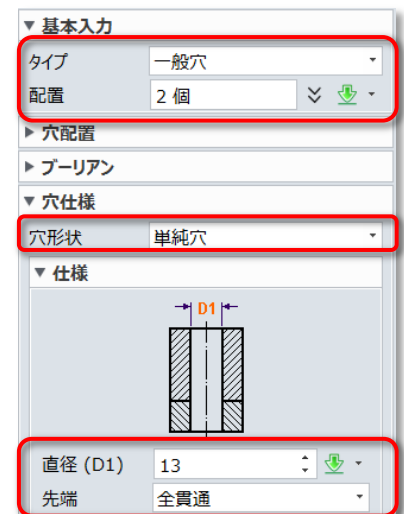 ▼ 基本入力
タイプ 一般穴
配置 2 個
▶ 穴配置
▶ ブーリアン
▼ 穴仕様
穴形状 単純穴
▼ 仕様
D1
直径 (D1) 13
先端 全貫通